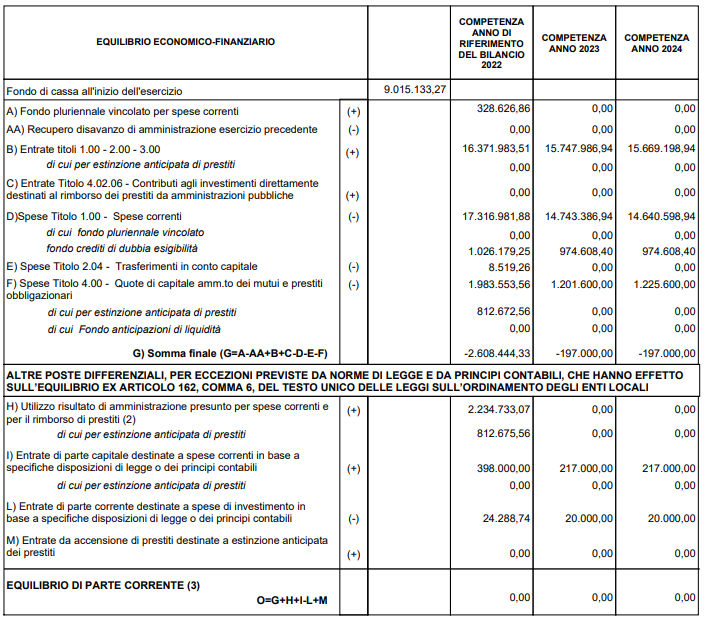 EQUILIBRIO ECONOMICO-FINANZIARIO
COMPETENZA
ANNO DI
RIFERIMENTO
DEL BILANCIO
2022
COMPETENZA
ANNO 2023
COMPETENZA
ANNO 2024
Fondo di cassa all'inizio dell'esercizio 9.015.133,27
A) Fondo pluriennale vincolato per spese correnti (+) 328.626,86 0,00 0,00
AA) Recupero disavanzo di amministrazione esercizio precedente (-) 0,00 0,00 0,00
B) Entrate titoli 1.00 - 2.00 - 3.00 (+) 16.371.983,51 15.747.986,94 15.669.198,94
di cui per estinzione anticipata di prestiti 0,00 0,00 0,00
C) Entrate Titolo 4.02.06 - Contributi agli investimenti direttamente
destinati al rimborso dei prestiti da amministrazioni pubbliche (+) 0,00 0,00 0,00
D)Spese Titolo 1.00 - Spese correnti (-) 17.316.981,88 14.743.386,94 14.640.598,94
di cui fondo pluriennale vincolato 0,00 0,00 0,00
fondo crediti di dubbia esigibilità 1.026.179,25 974.608,40 974.608,40
E) Spese Titolo 2.04 - Trasferimenti in conto capitale (-) 8.519,26 0,00 0,00
F) Spese Titolo 4.00 - Quote di capitale amm.to dei mutui e prestiti
obbligazionari (-) 1.983.553,56 1.201.600,00 1.225.600,00
di cui per estinzione anticipata di prestiti 812.672,56 0,00 0,00
di cui Fondo anticipazioni di liquidità 0,00 0,00 0,00
G) Somma finale (G=A-AA+B+C-D-E-F) -2.608.444,33 -197.000,00 -197.000,00
ALTRE POSTE DIFFERENZIALI, PER ECCEZIONI PREVISTE DA NORME DI LEGGE E DA PRINCIPI CONTABILI, CHE HANNO EFFETTO
SULL'EQUILIBRIO EX ARTICOLO 162, COMMA 6, DEL TESTO UNICO DELLE LEGGI SULL'ORDINAMENTO DEGLI ENTI LOCALI
H) Utilizzo risultato di amministrazione presunto per spese correnti e
per il rimborso di prestiti (2) (+) 2.234.733,07 0,00 0,00
di cui per estinzione anticipata di prestiti 812.675,56 0,00 0,00
I) Entrate di parte capitale destinate a spese correnti in base a
specifiche disposizioni di legge o dei principi contabili (+) 398.000,00 217.000,00 217.000,00
di cui per estinzione anticipata di prestiti 0,00 0,00 0,00
L) Entrate di parte corrente destinate a spese di investimento in
base a specifiche disposizioni di legge o dei principi contabili (-) 24.288,74 20.000,00 20.000,00
M) Entrate da accensione di prestiti destinate a estinzione anticipata
dei prestiti (+) 0,00 0,00 0,00
EQUILIBRIO DI PARTE CORRENTE (3)
O=G+H+I-L+M 0,00 0,00 0,00